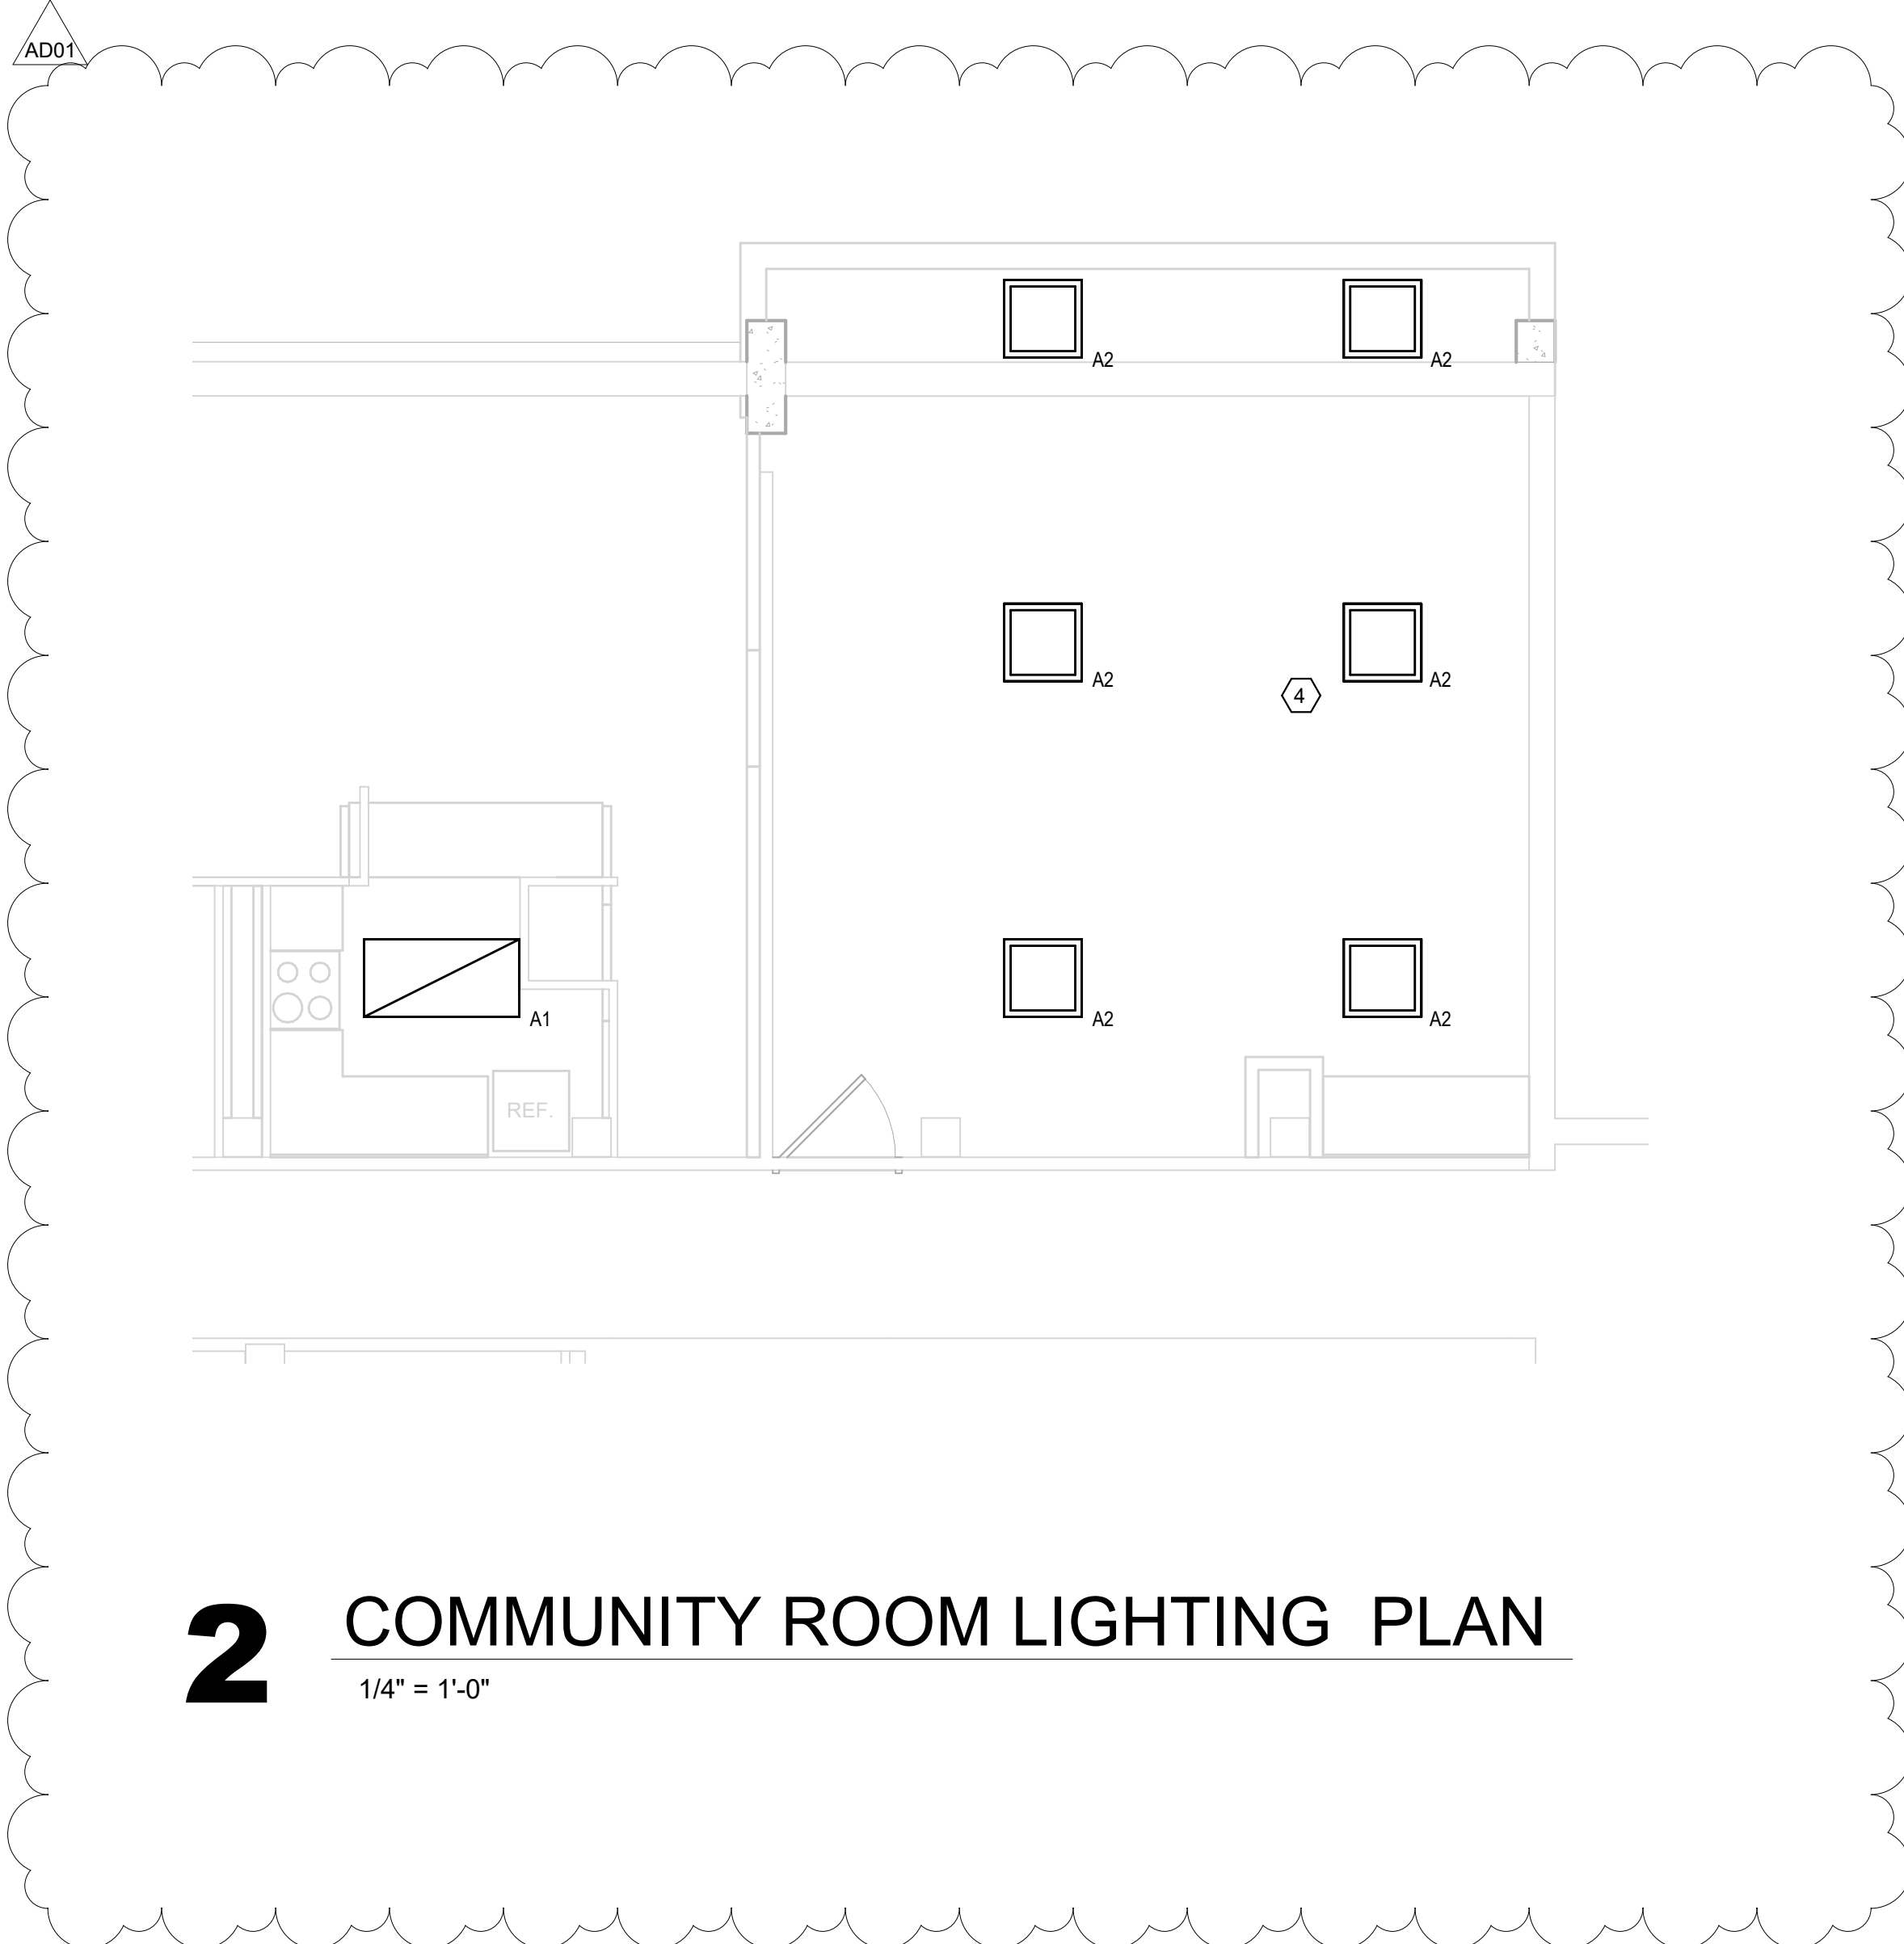 AD01
A2
A2
A2
A2
4
A1
A2
A2
REF.
2
COMMUNITY ROOM LIGHTING PLAN
1/4" = 1'-0"